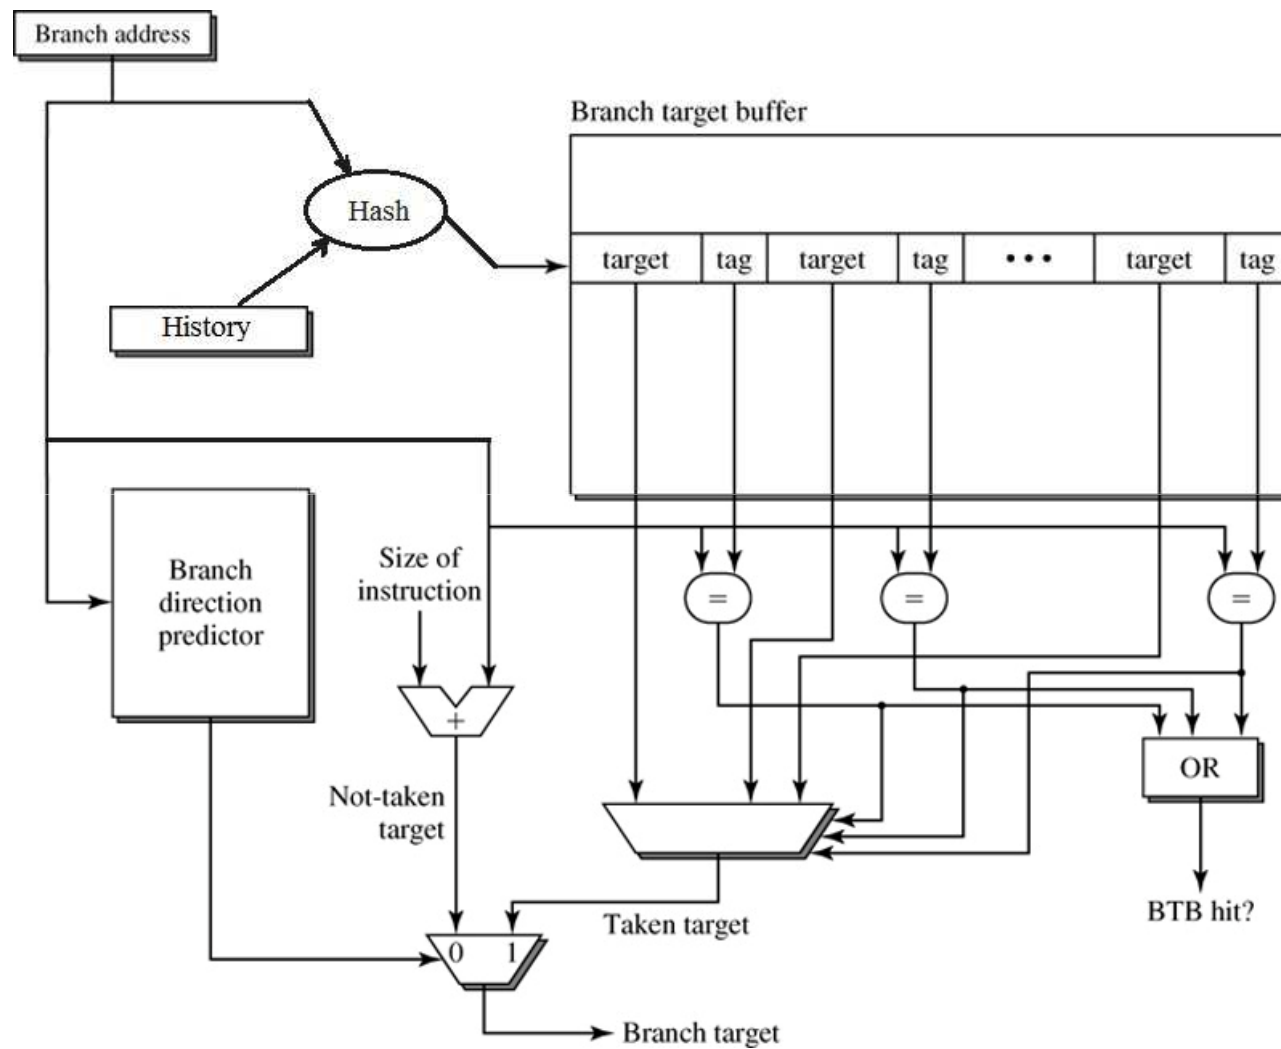 Branch address
Branch target buffer
Hash
History
target tag target tag ••• target tag
Branch
direction
predictor
Size of
instruction
= = =
+
OR
Not-taken
target
BTB hit?
Taken target
0 1
Branch target